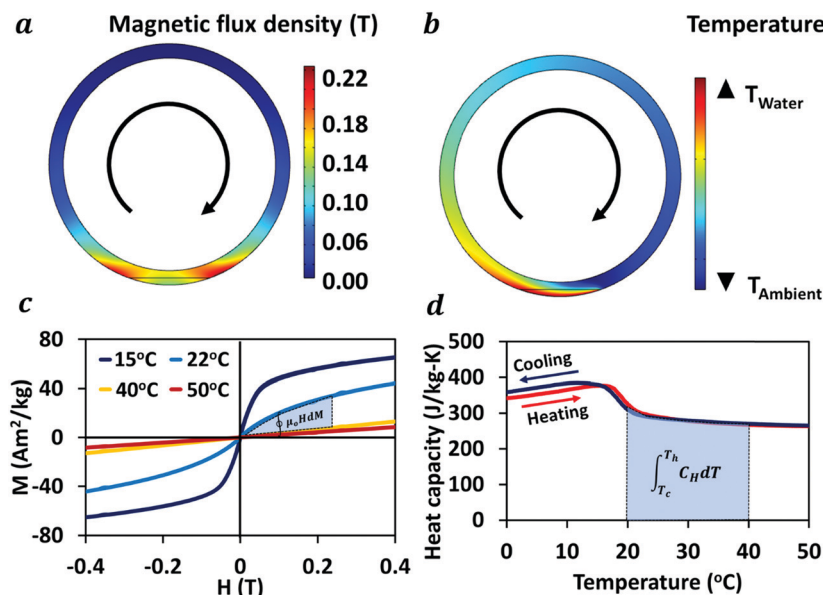 a Magnetic flux density (T)
0.22
0.18
0.14
0.10
0.06
0.00
b Temperature
T_Water
T_Ambient
c
M (Am²/kg)
80
40
0
-40
-80
15°C 22°C
40°C 50°C
∮ μ₀HdM
-0.4 -0.2 0 0.2 0.4
H (T)
d
Heat capacity (J/kg-K)
500
400
300
200
100
0
Cooling
Heating
∫_{T_c}^{T_h} C_H dT
0 10 20 30 40 50
Temperature (°C)